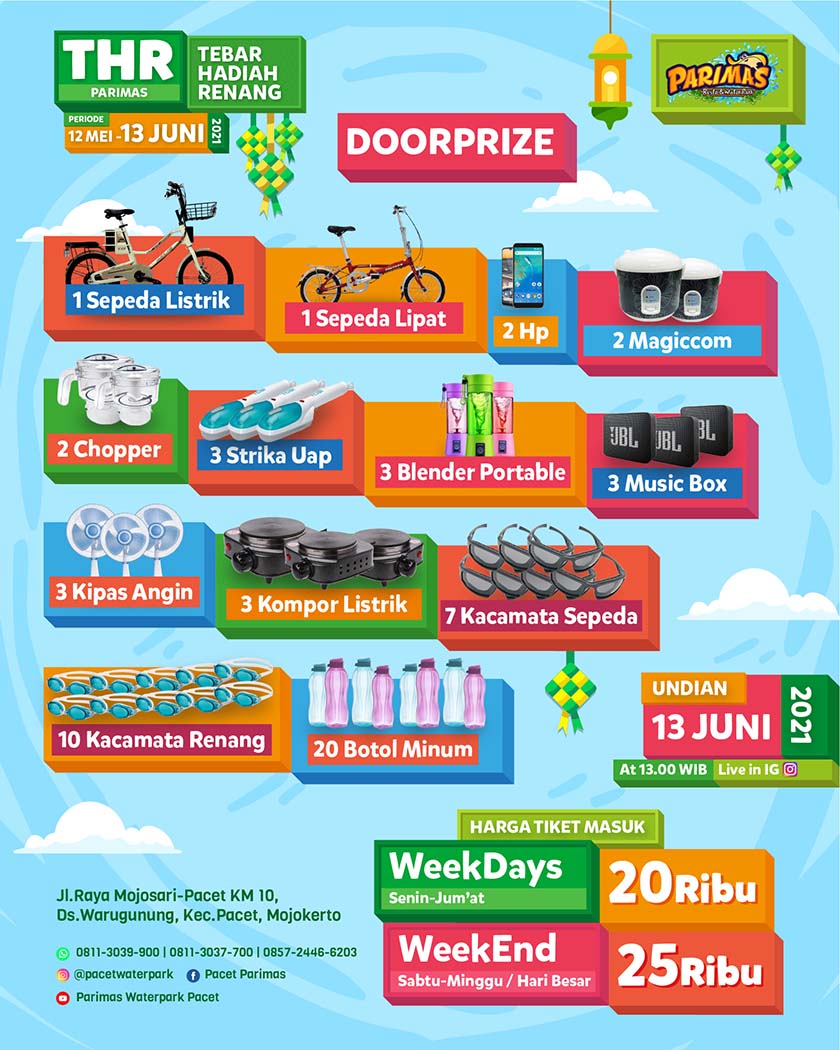 THR
PARIMAS
TEBAR
HADIAH
RENANG
PERIODE
12 MEI - 13 JUNI
2021
PARIMAS
Resto & Waterpark
DOORPRIZE
1 Sepeda Listrik
1 Sepeda Lipat
2 Hp
2 Magiccom
2 Chopper
3 Strika Uap
3 Blender Portable
JBL
JBL
JBL
3 Music Box
3 Kipas Angin
3 Kompor Listrik
7 Kacamata Sepeda
10 Kacamata Renang
20 Botol Minum
UNDIAN
13 JUNI
2021
At 13.00 WIB
Live in IG
HARGA TIKET MASUK
WeekDays
Senin-Jum'at
20Ribu
WeekEnd
Sabtu-Minggu / Hari Besar
25Ribu
Jl.Raya Mojosari-Pacet KM 10,
Ds.Warugunung, Kec.Pacet, Mojokerto
0811-3039-900 | 0811-3037-700 | 0857-2446-6203
@pacetwaterpark
Pacet Parimas
Parimas Waterpark Pacet